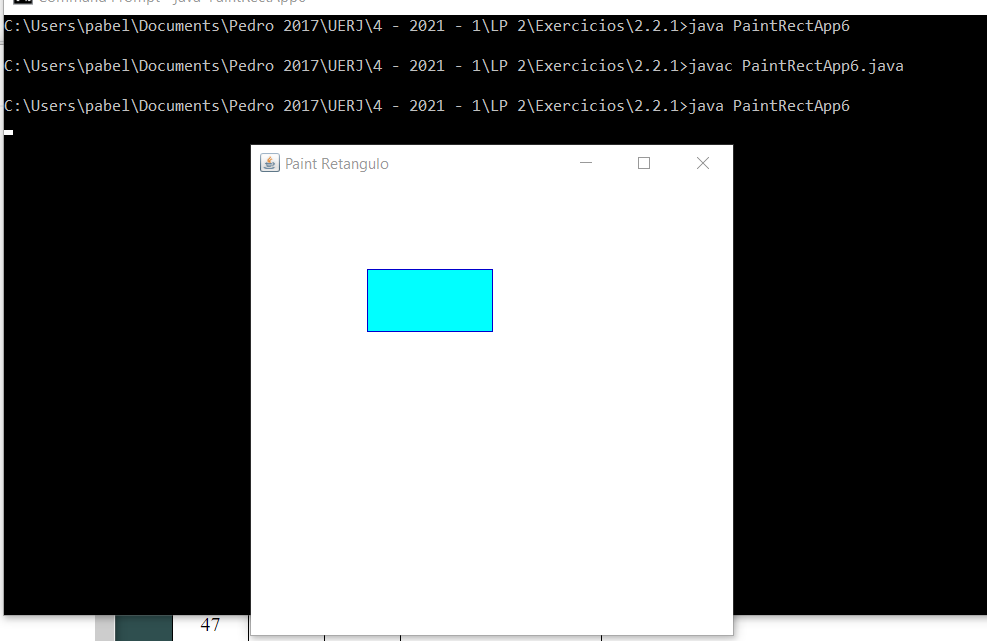 Command Prompt - java PaintRectApp6
C:\Users\pabel\Documents\Pedro 2017\UERJ\4 - 2021 - 1\LP 2\Exercicios\2.2.1>java PaintRectApp6
C:\Users\pabel\Documents\Pedro 2017\UERJ\4 - 2021 - 1\LP 2\Exercicios\2.2.1>javac PaintRectApp6.java
C:\Users\pabel\Documents\Pedro 2017\UERJ\4 - 2021 - 1\LP 2\Exercicios\2.2.1>java PaintRectApp6
Paint Retangulo
47